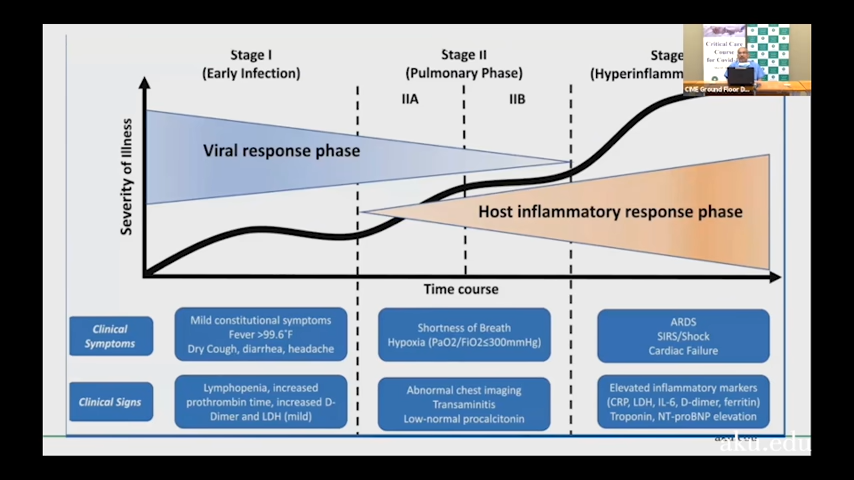 Stage I
(Early Infection)
Stage II
(Pulmonary Phase)
Stage
(Hyperinflamm
IIA
IIB
Critical Care
Course
for Covid
CIME Ground Floor D...
Severity of Illness
Viral response phase
Host inflammatory response phase
Time course
Clinical
Symptoms
Mild constitutional symptoms
Fever >99.6°F
Dry Cough, diarrhea, headache
Shortness of Breath
Hypoxia (PaO2/FiO2≤300mmHg)
ARDS
SIRS/Shock
Cardiac Failure
Clinical Signs
Lymphopenia, increased
prothrombin time, increased D-
Dimer and LDH (mild)
Abnormal chest imaging
Transaminitis
Low-normal procalcitonin
Elevated inflammatory markers
(CRP, LDH, IL-6, D-dimer, ferritin)
Troponin, NT-proBNP elevation
aku.edu